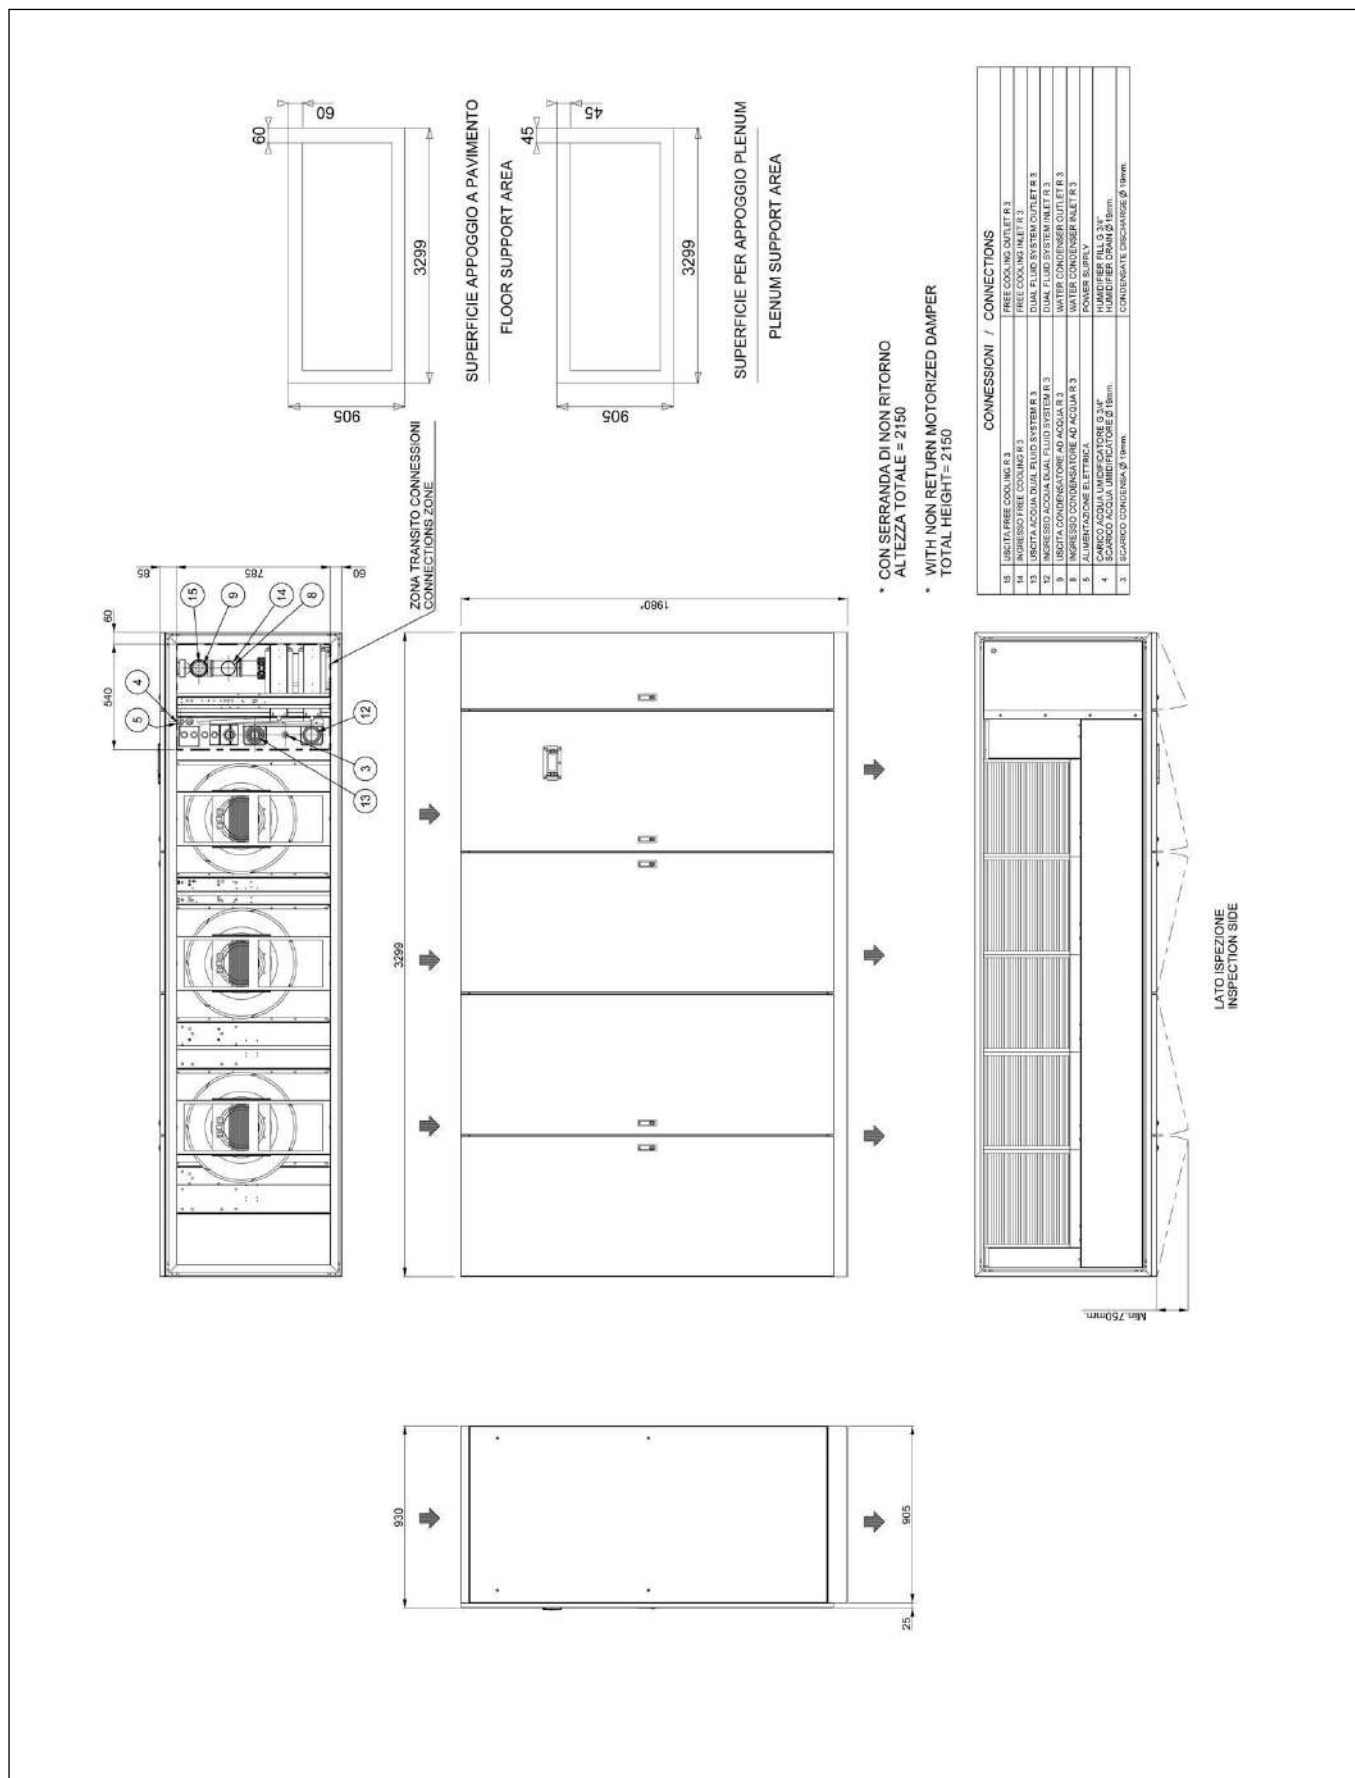 60
60
3299
905
SUPERFICIE APPOGGIO A PAVIMENTO
FLOOR SUPPORT AREA
45
45
3299
905
SUPERFICIE PER APPOGGIO PLENUM
PLENUM SUPPORT AREA
85
785
60
60
540
15
9
14
8
4
5
12
3
13
ZONA TRANSITO CONNESSIONI
CONNECTIONS ZONE
3299
1980*
* CON SERRANDA DI NON RITORNO
ALTEZZA TOTALE = 2150
* WITH NON RETURN MOTORIZED DAMPER
TOTAL HEIGHT= 2150
CONNESSIONI / CONNECTIONS
15 USCITA FREE COOLING R 3 FREE COOLING OUTLET R 3
14 INGRESSO FREE COOLING R 3 FREE COOLING INLET R 3
13 USCITA ACQUA DUAL FLUID SYSTEM R 3 DUAL FLUID SYSTEM OUTLET R 3
12 INGRESSO ACQUA DUAL FLUID SYSTEM R 3 DUAL FLUID SYSTEM INLET R 3
9 USCITA CONDENSATORE AD ACQUA R 3 WATER CONDENSER OUTLET R 3
8 INGRESSO CONDENSATORE AD ACQUA R 3 WATER CONDENSER INLET R 3
5 ALIMENTAZIONE ELETTRICA POWER SUPPLY
4 CARICO ACQUA UMIDIFICATORE G 3/4" HUMIDIFIER FILL G 3/4"
SCARICO ACQUA UMIDIFICATORE Ø 19mm. HUMIDIFIER DRAIN Ø 19mm.
3 SCARICO CONDENSA Ø 19mm. CONDENSATE DISCHARGE Ø 19mm.
Min.750mm.
LATO ISPEZIONE
INSPECTION SIDE
930
905
25